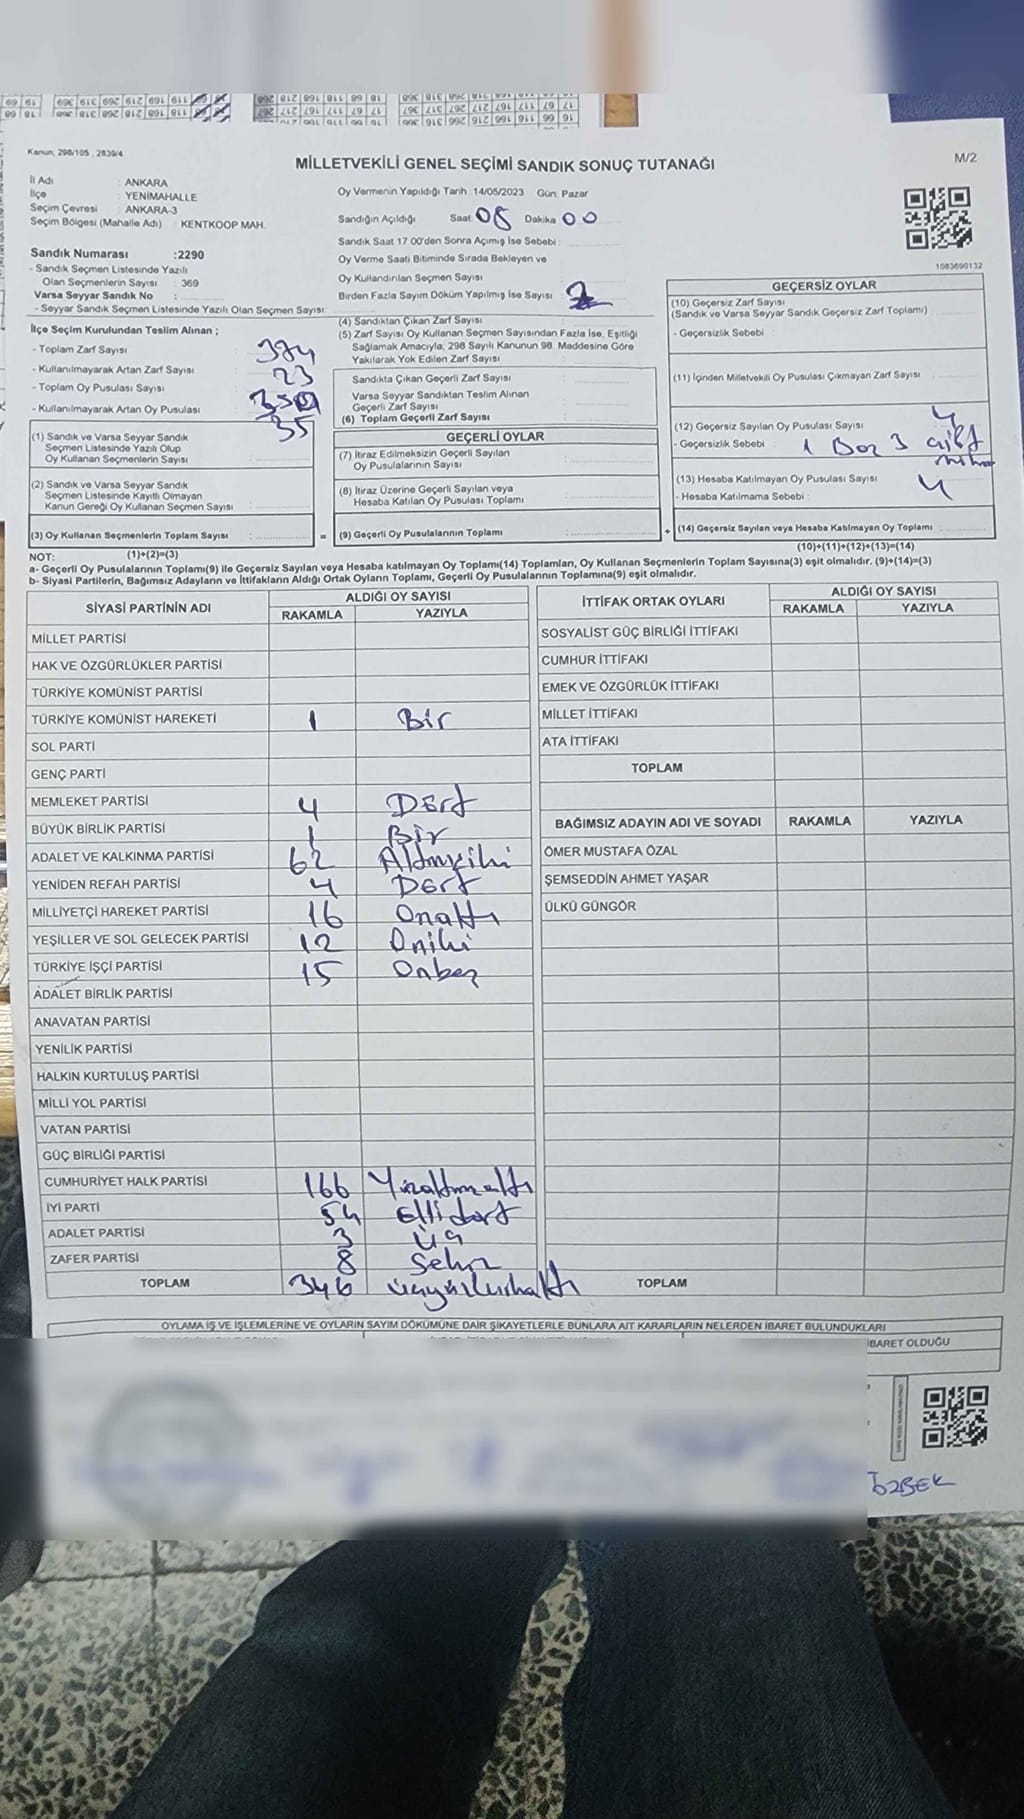 Kanun; 298/105 , 2839/4
MİLLETVEKİLİ GENEL SEÇİMİ SANDIK SONUÇ TUTANAĞI
M/2
İl Adı : ANKARA
İlçe : YENİMAHALLE
Seçim Çevresi : ANKARA-3
Seçim Bölgesi (Mahalle Adı) : KENTKOOP MAH.
Oy Vermenin Yapıldığı Tarih :14/05/2023 Gün: Pazar
Sandığın Açıldığı Saat: 08 Dakika 00
Sandık Saat 17 00'den Sonra Açımış İse Sebebi :
Oy Verme Saati Bitiminde Sırada Bekleyen ve
Oy Kullandırılan Seçmen Sayısı
Birden Fazla Sayım Döküm Yapılmış İse Sayısı
1083690132
Sandık Numarası :2290
- Sandık Seçmen Listesinde Yazılı
Olan Seçmenlerin Sayısı : 369
Varsa Seyyar Sandık No :
- Seyyar Sandık Seçmen Listesinde Yazılı Olan Seçmen Sayısı:
İlçe Seçim Kurulundan Teslim Alınan ;
- Toplam Zarf Sayısı : 374
- Kullanılmayarak Artan Zarf Sayısı : 23
- Toplam Oy Pusulası Sayısı :
- Kullanılmayarak Artan Oy Pusulası : 35
(1) Sandık ve Varsa Seyyar Sandık
Seçmen Listesinde Yazılı Olup
Oy Kullanan Seçmenlerin Sayısı
(2) Sandık ve Varsa Seyyar Sandık
Seçmen Listesinde Kayıtlı Olmayan
Kanun Gereği Oy Kullanan Seçmen Sayısı :
(3) Oy Kullanan Seçmenlerin Toplam Sayısı :
(4) Sandıktan Çıkan Zarf Sayısı
(5) Zarf Sayısı Oy Kullanan Seçmen Sayısından Fazla İse, Eşitliği
Sağlamak Amacıyla, 298 Sayılı Kanunun 98. Maddesine Göre
Yakılarak Yok Edilen Zarf Sayısı
Sandıkta Çıkan Geçerli Zarf Sayısı
Varsa Seyyar Sandıktan Teslim Alınan
Geçerli Zarf Sayısı
(6) Toplam Geçerli Zarf Sayısı
GEÇERLİ OYLAR
(7) İtiraz Edilmeksizin Geçerli Sayılan
Oy Pusulalarının Sayısı
(8) İtiraz Üzerine Geçerli Sayılan veya
Hesaba Katılan Oy Pusulası Toplamı
= (9) Geçerli Oy Pusulalarının Toplamı
GEÇERSİZ OYLAR
(10) Geçersiz Zarf Sayısı
(Sandık ve Varsa Seyyar Sandık Geçersiz Zarf Toplamı)
- Geçersizlik Sebebi :
(11) İçinden Milletvekili Oy Pusulası Çıkmayan Zarf Sayısı
(12) Geçersiz Sayılan Oy Pusulası Sayısı : 4
- Geçersizlik Sebebi : 1 Boş 3 çift
mühür
(13) Hesaba Katılmayan Oy Pusulası Sayısı : 4
- Hesaba Katılmama Sebebi :
+ (14) Geçersiz Sayılan veya Hesaba Katılmayan Oy Toplamı
NOT: (1)+(2)=(3) (10)+(11)+(12)+(13)=(14)
a- Geçerli Oy Pusulalarının Toplamı(9) ile Geçersiz Sayılan veya Hesaba katılmayan Oy Toplamı(14) Toplamları, Oy Kullanan Seçmenlerin Toplam Sayısına(3) eşit olmalıdır. (9)+(14)=(3)
b- Siyasi Partilerin, Bağımsız Adayların ve İttifakların Aldığı Ortak Oyların Toplamı, Geçerli Oy Pusulalarının Toplamına(9) eşit olmalıdır.
SİYASİ PARTİNİN ADI ALDIĞI OY SAYISI
RAKAMLA YAZIYLA
MİLLET PARTİSİ
HAK VE ÖZGÜRLÜKLER PARTİSİ
TÜRKİYE KOMÜNİST PARTİSİ
TÜRKİYE KOMÜNİST HAREKETİ 1 Bir
SOL PARTİ
GENÇ PARTİ
MEMLEKET PARTİSİ 4 Dört
BÜYÜK BİRLİK PARTİSİ 1 Bir
ADALET VE KALKINMA PARTİSİ 62 Altmışiki
YENİDEN REFAH PARTİSİ 4 Dört
MİLLİYETÇİ HAREKET PARTİSİ 16 Onaltı
YEŞİLLER VE SOL GELECEK PARTİSİ 12 Oniki
TÜRKİYE İŞÇİ PARTİSİ 15 Onbeş
ADALET BİRLİK PARTİSİ
ANAVATAN PARTİSİ
YENİLİK PARTİSİ
HALKIN KURTULUŞ PARTİSİ
MİLLİ YOL PARTİSİ
VATAN PARTİSİ
GÜÇ BİRLİĞİ PARTİSİ
CUMHURİYET HALK PARTİSİ 166 Yüzaltmışaltı
İYİ PARTİ 54 Ellidört
ADALET PARTİSİ 3 Üç
ZAFER PARTİSİ 8 Sekiz
TOPLAM 346 üçyüzkırkaltı
İTTİFAK ORTAK OYLARI ALDIĞI OY SAYISI
RAKAMLA YAZIYLA
SOSYALİST GÜÇ BİRLİĞİ İTTİFAKI
CUMHUR İTTİFAKI
EMEK VE ÖZGÜRLÜK İTTİFAKI
MİLLET İTTİFAKI
ATA İTTİFAKI
TOPLAM
BAĞIMSIZ ADAYIN ADI VE SOYADI RAKAMLA YAZIYLA
ÖMER MUSTAFA ÖZAL
ŞEMSEDDİN AHMET YAŞAR
ÜLKÜ GÜNGÖR
TOPLAM
OYLAMA İŞ VE İŞLEMLERİNE VE OYLARIN SAYIM DÖKÜMÜNE DAİR ŞİKAYETLERLE BUNLARA AİT KARARLARIN NELERDEN İBARET BULUNDUKLARI
İBARET OLDUĞU
ÖZBEK